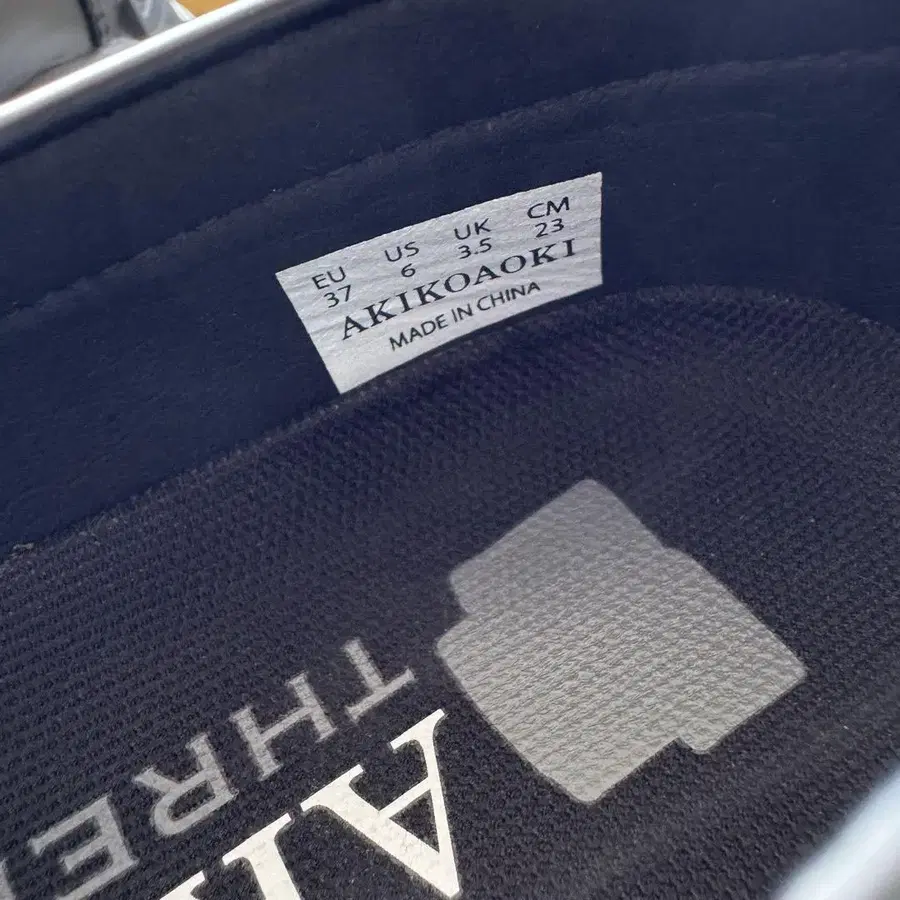 EU US UK CM
37 6 3.5 23
AKIKOAOKI
MADE IN CHINA